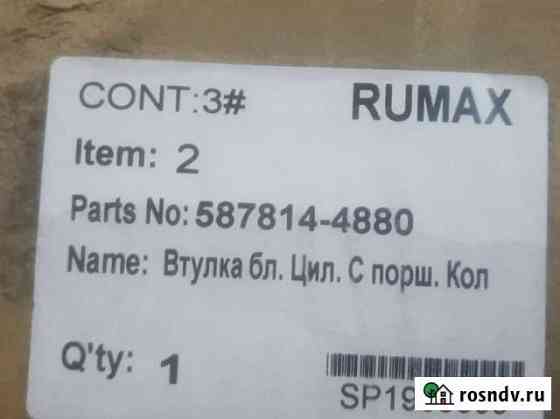 CONT:3# RUMAX
Item: 2
Parts No: 587814-4880
Name: Втулка бл. Цил. С порш. Кол
Q'ty: 1
rosndv.ru